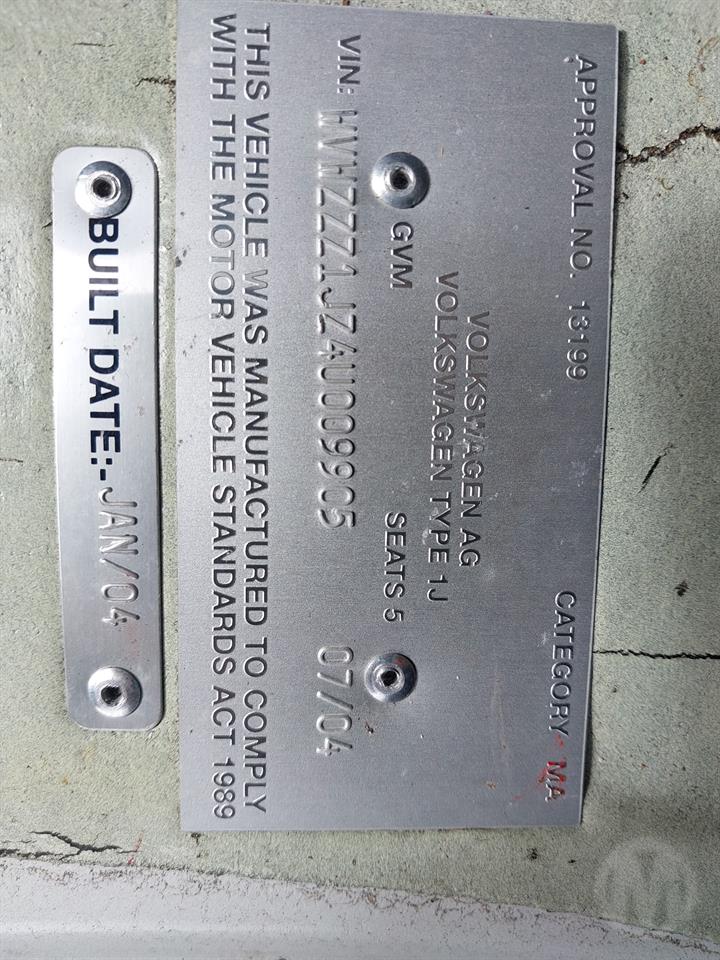 APPROVAL NO. 13199 CATEGORY MA
VOLKSWAGEN AG
VOLKSWAGEN TYPE 1J
GVM SEATS 5
VIN: WVWZZZ1JZ4U009905 07/04
THIS VEHICLE WAS MANUFACTURED TO COMPLY
WITH THE MOTOR VEHICLE STANDARDS ACT 1989
BUILT DATE:- JAN/04
M